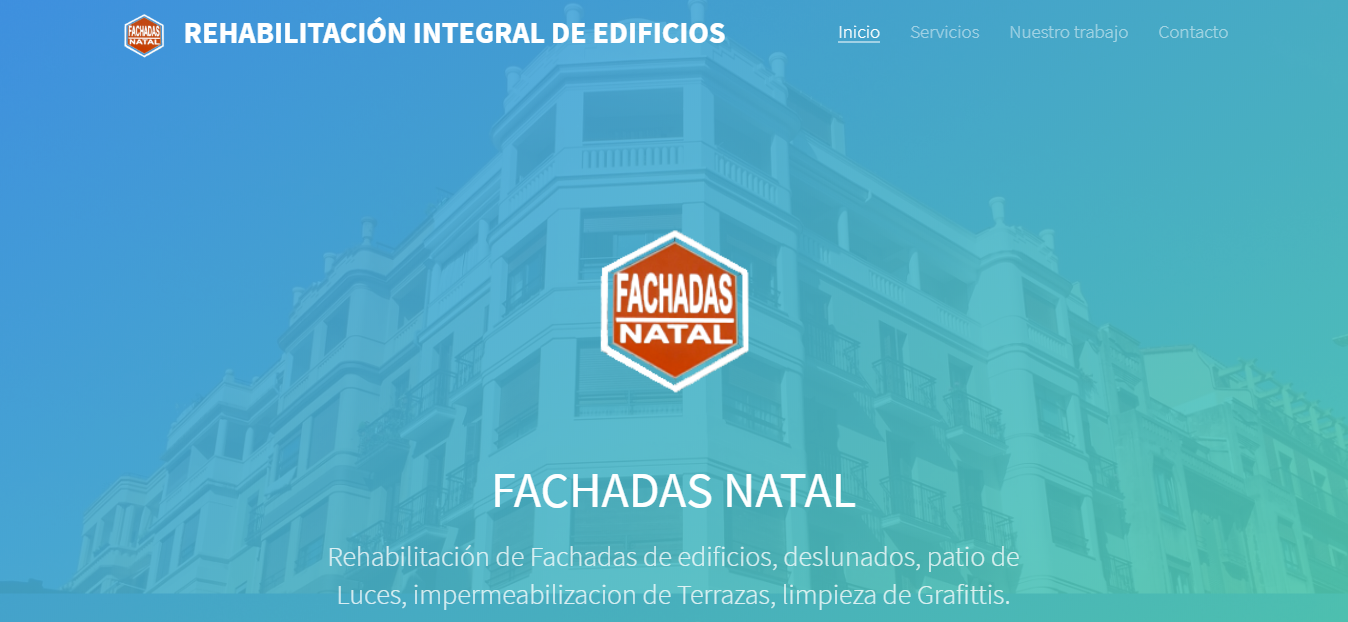 FACHADAS
NATAL
REHABILITACIÓN INTEGRAL DE EDIFICIOS
Inicio
Servicios
Nuestro trabajo
Contacto
FACHADAS
NATAL
FACHADAS NATAL
Rehabilitación de Fachadas de edificios, deslunados, patio de
Luces, impermeabilizacion de Terrazas, limpieza de Grafittis.